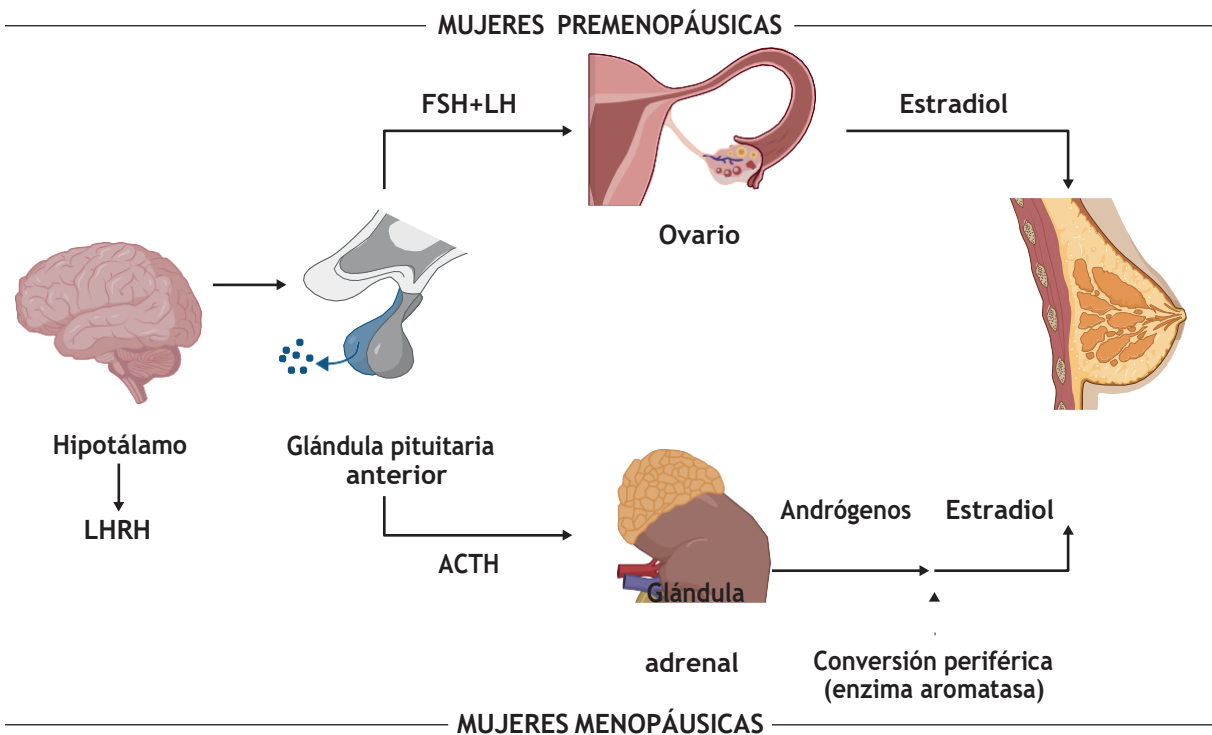 MUJERES PREMENOPÁUSICAS
FSH+LH
Estradiol
Ovario
Hipotálamo
LHRH
Glándula pituitaria
anterior
ACTH
Glándula
adrenal
Andrógenos
Estradiol
Conversión periférica
(enzima aromatasa)
MUJERES MENOPÁUSICAS